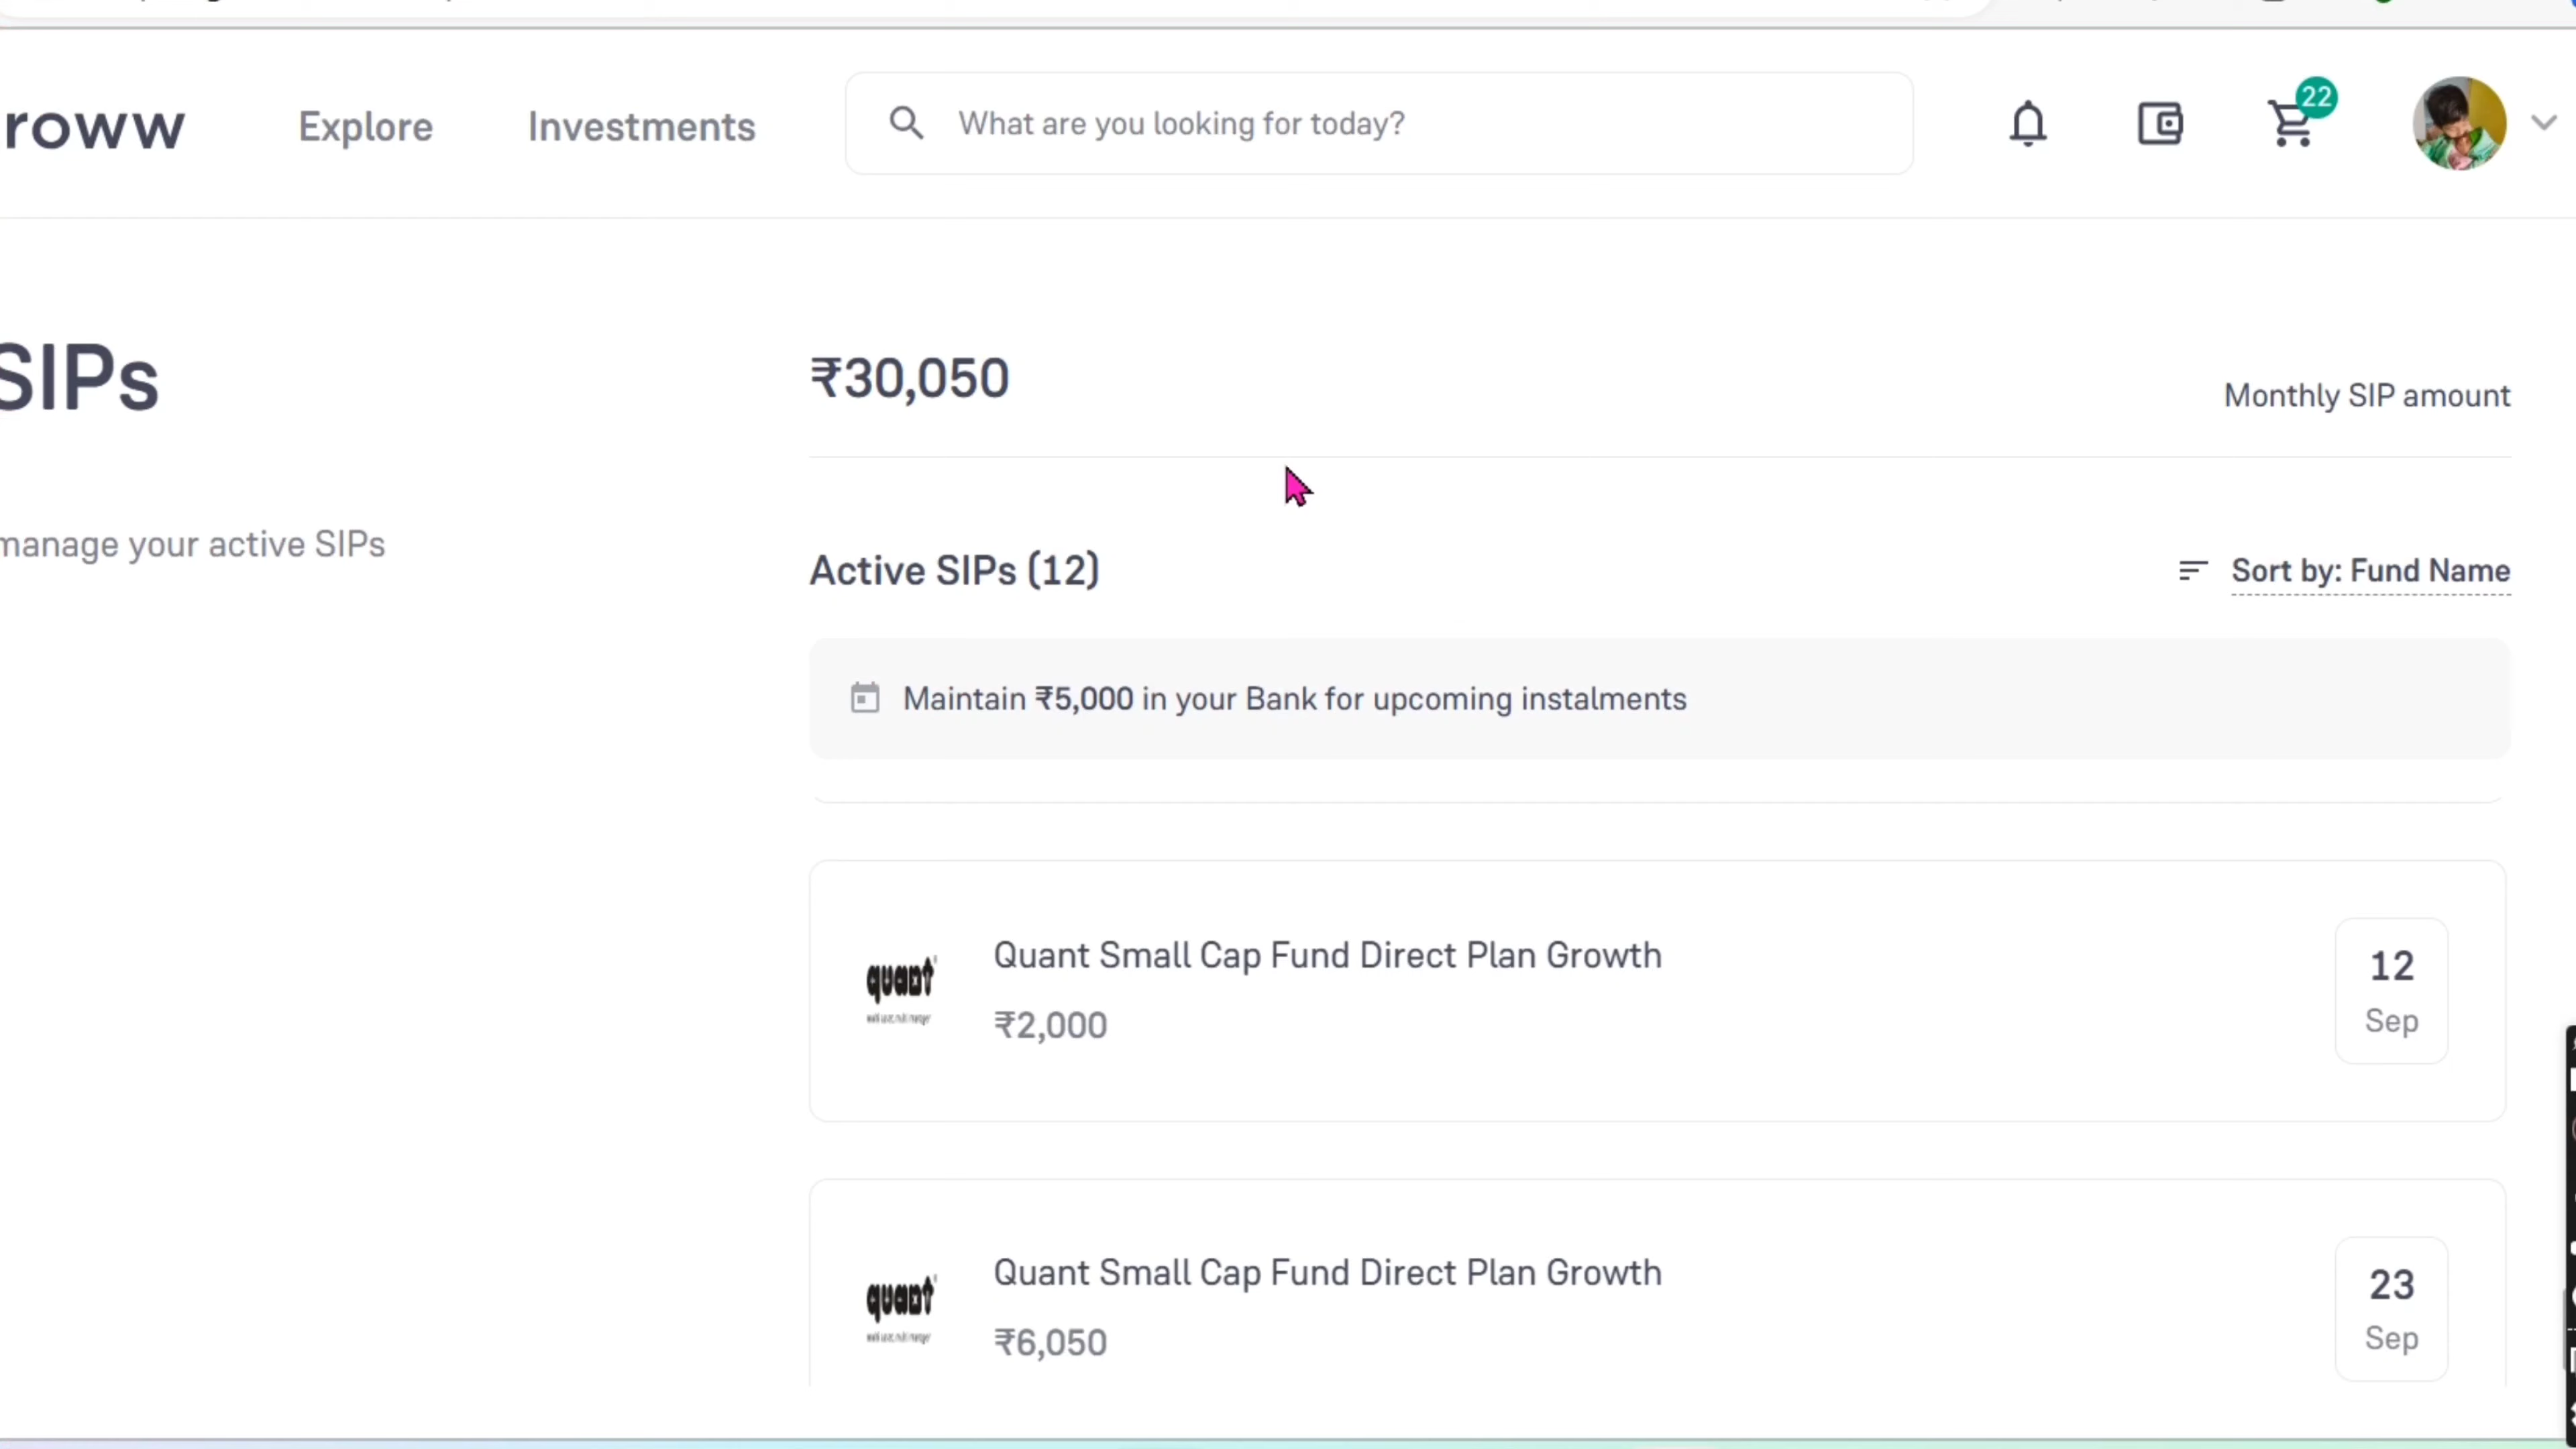 roww
Explore
Investments
What are you looking for today?
22
SIPs
₹30,050
Monthly SIP amount
manage your active SIPs
Active SIPs (12)
Sort by: Fund Name
Maintain ₹5,000 in your Bank for upcoming instalments
quant
Quant Small Cap Fund Direct Plan Growth
₹2,000
12
Sep
quant
Quant Small Cap Fund Direct Plan Growth
₹6,050
23
Sep